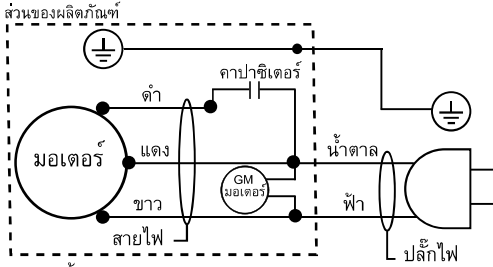 ส่วนของผลิตภัณฑ์
คาปาซิเตอร์
ดำ
มอเตอร์
แดง
น้ำตาล
GM
มอเตอร์
ขาว
ฟ้า
สายไฟ
ปลั๊กไฟ